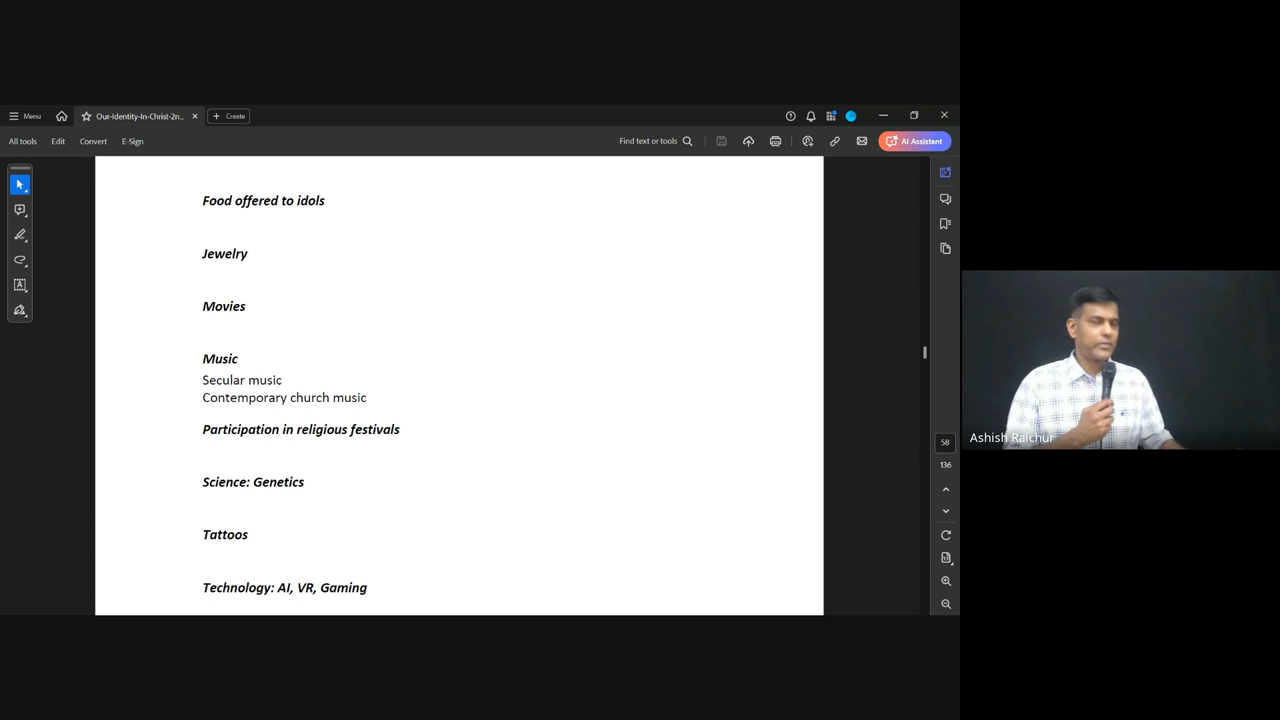 Menu
Our-Identity-In-Christ-2n...
Create
All tools
Edit
Convert
E-Sign
Find text or tools
AI Assistant
Food offered to idols
Jewelry
Movies
Music
Secular music
Contemporary church music
Participation in religious festivals
Science: Genetics
Tattoos
Technology: AI, VR, Gaming
58
136
Ashish Raichur